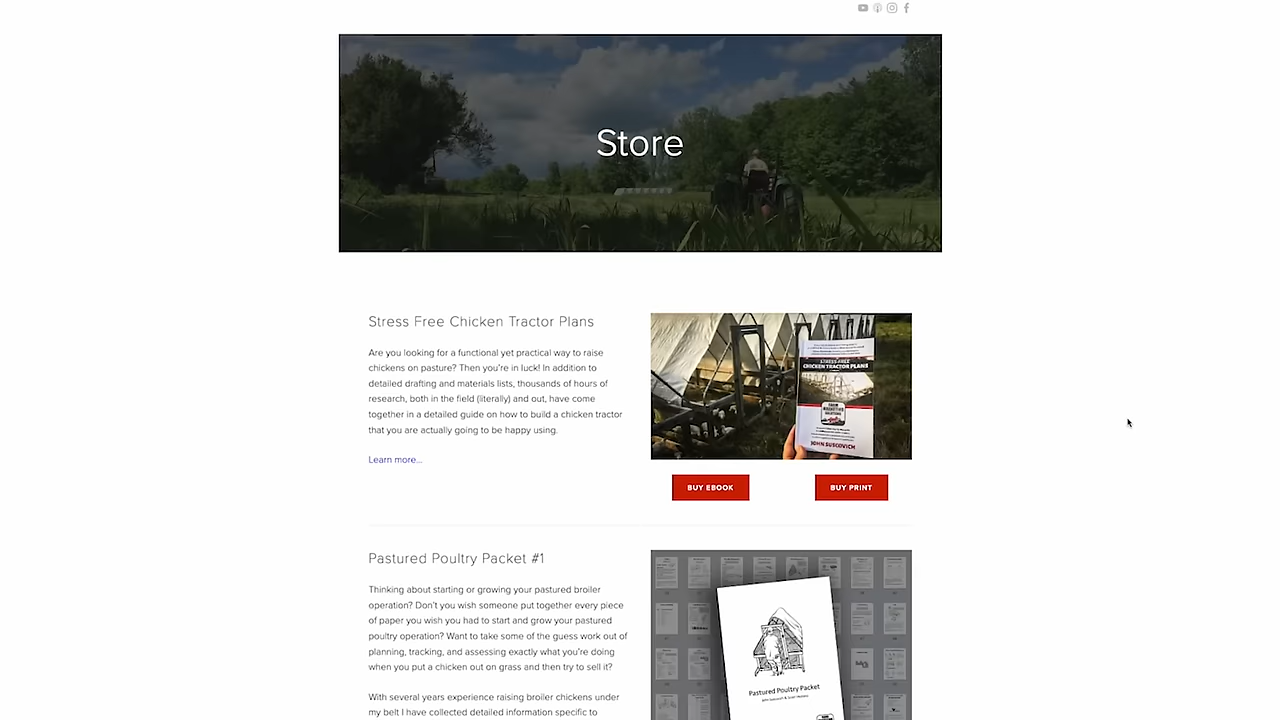 Store
Stress Free Chicken Tractor Plans
Are you looking for a functional yet practical way to raise
chickens on pasture? Then you're in luck! In addition to
detailed drafting and materials lists, thousands of hours of
research, both in the field (literally) and out, have come
together in a detailed guide on how to build a chicken tractor
that you are actually going to be happy using.
Learn more...
STRESS-FREE
CHICKEN TRACTOR PLANS
JOHN SUSCOVICH
BUY EBOOK
BUY PRINT
Pastured Poultry Packet #1
Thinking about starting or growing your pastured broiler
operation? Don't you wish someone put together every piece
of paper you wish you had to start and grow your pastured
poultry operation? Want to take some of the guess work out of
planning, tracking, and assessing exactly what you're doing
when you put a chicken out on grass and then try to sell it?
With several years experience raising broiler chickens under
my belt I have collected detailed information specific to
Pastured Poultry Packet